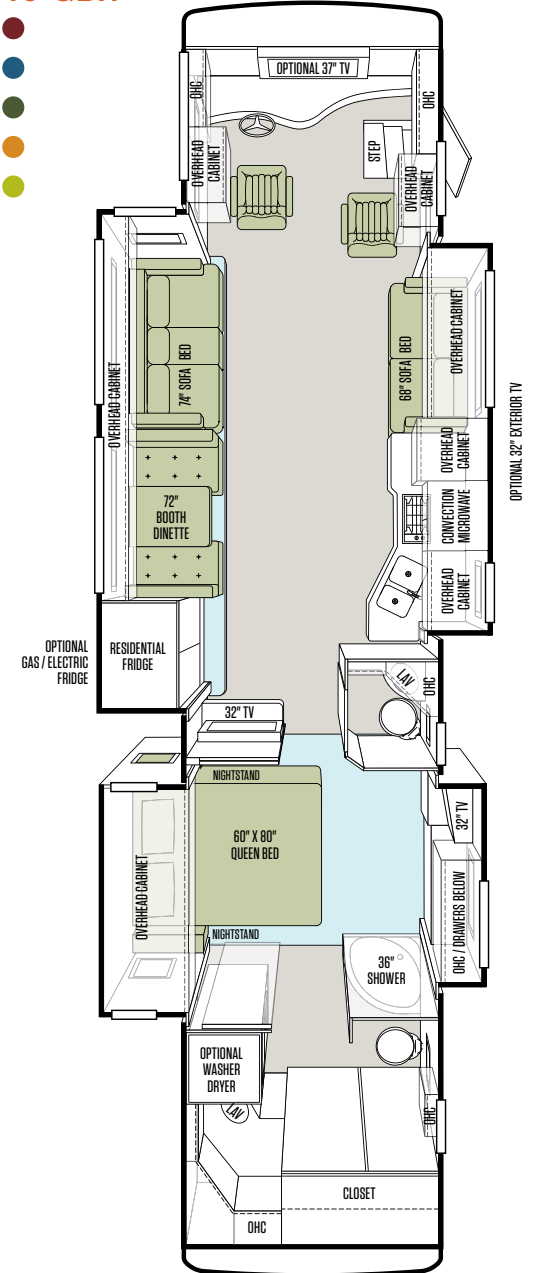 OPTIONAL 37" TV
OHC
OHC
OVERHEAD
CABINET
STEP
OVERHEAD
CABINET
OVERHEAD CABINET
74" SOFA BED
68" SOFA BED
OVERHEAD CABINET
OPTIONAL 32" EXTERIOR TV
OVERHEAD
CABINET
72"
BOOTH
DINETTE
CONVECTION
MICROWAVE
OVERHEAD
CABINET
OPTIONAL
GAS / ELECTRIC
FRIDGE
RESIDENTIAL
FRIDGE
LAV
OHC
32" TV
NIGHTSTAND
60" X 80"
QUEEN BED
OVERHEAD CABINET
32" TV
OHC / DRAWERS BELOW
NIGHTSTAND
36"
SHOWER
OPTIONAL
WASHER
DRYER
LAV
OHC
CLOSET
OHC